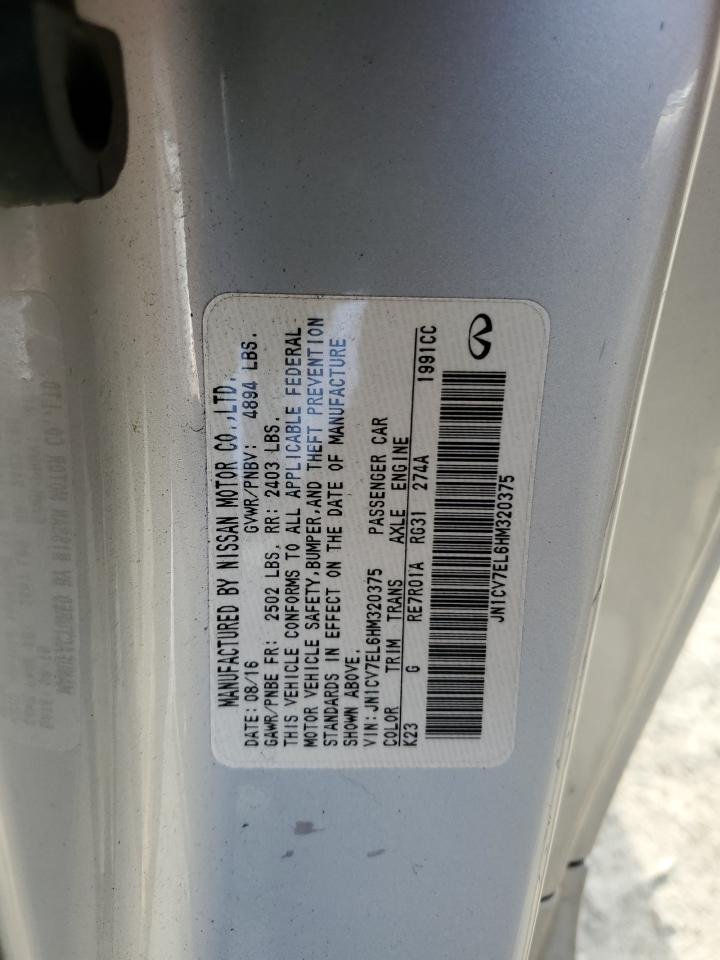 MANUFACTURED BY NISSAN MOTOR CO.,LTD.
DATE: 08/16 GVWR/PNBV: 4894 LBS.
GAWR/PNBE FR: 2502 LBS. RR: 2403 LBS.
THIS VEHICLE CONFORMS TO ALL APPLICABLE FEDERAL
MOTOR VEHICLE SAFETY,BUMPER,AND THEFT PREVENTION
STANDARDS IN EFFECT ON THE DATE OF MANUFACTURE
SHOWN ABOVE.
VIN: JN1CV7EL6HM320375 PASSENGER CAR
COLOR TRIM TRANS AXLE ENGINE
K23 G RE7R01A RG31 274A 1991CC
JN1CV7EL6HM320375